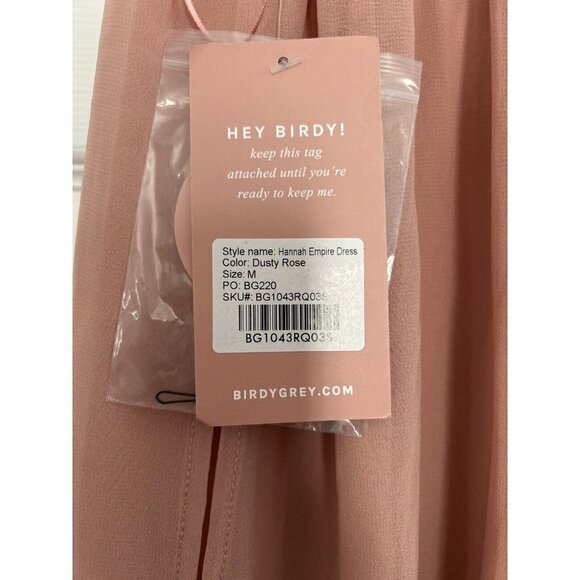 HEY BIRDY!
keep this tag
attached until you're
ready to keep me.
Style name: Hannah Empire Dress
Color: Dusty Rose
Size: M
PO: BG220
SKU#: BG1043RQ03S
BG1043RQ03S
BIRDYGREY.COM